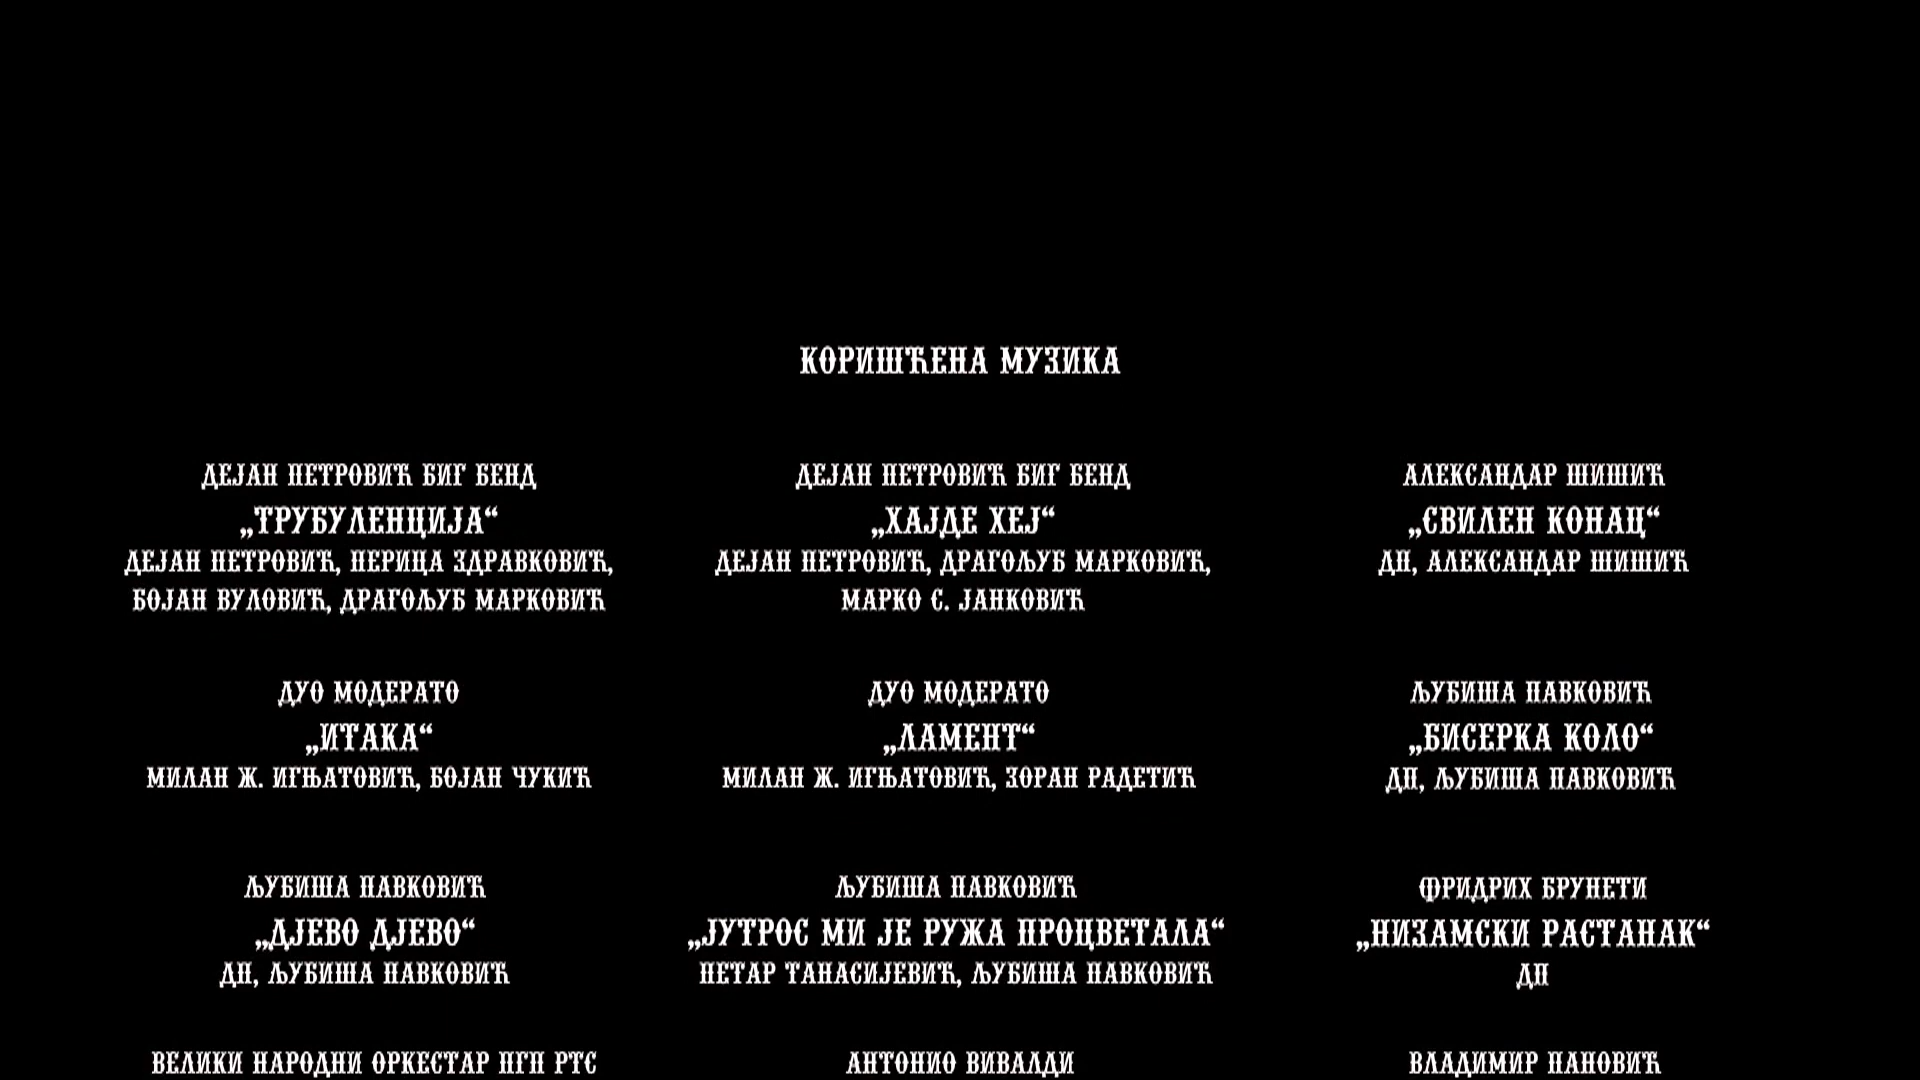 КОРИШЋЕНА МУЗИКА
ДЕЈАН ПЕТРОВИЋ БИГ БЕНД
„ТРУБУЛЕНЦИЈА“
ДЕЈАН ПЕТРОВИЋ, ПЕРИЦА ЗДРАВКОВИЋ,
БОЈАН ВУЛОВИЋ, ДРАГОЉУБ МАРКОВИЋ
ДЕЈАН ПЕТРОВИЋ БИГ БЕНД
„ХАЈДЕ ХЕЈ“
ДЕЈАН ПЕТРОВИЋ, ДРАГОЉУБ МАРКОВИЋ,
МАРКО С. ЈАНКОВИЋ
АЛЕКСАНДАР ШИШИЋ
„СВИЛЕН КОНАЦ“
ДП, АЛЕКСАНДАР ШИШИЋ
ДУО МОДЕРАТО
„ИТАКА“
МИЛАН Ж. ИГЊАТОВИЋ, БОЈАН ЧУКИЋ
ДУО МОДЕРАТО
„ЛАМЕНТ“
МИЛАН Ж. ИГЊАТОВИЋ, ЗОРАН РАДЕТИЋ
ЉУБИША ПАВКОВИЋ
„БИСЕРКА КОЛО“
ДП, ЉУБИША ПАВКОВИЋ
ЉУБИША ПАВКОВИЋ
„ДЈЕВО ДЈЕВО“
ДП, ЉУБИША ПАВКОВИЋ
ЉУБИША ПАВКОВИЋ
„ЈУТРОС МИ ЈЕ РУЖА ПРОЦВЕТАЛА“
ПЕТАР ТАНАСИЈЕВИЋ, ЉУБИША ПАВКОВИЋ
ФРИДРИХ БРУНЕТИ
„НИЗАМСКИ РАСТАНАК“
ДП
ВЕЛИКИ НАРОДНИ ОРКЕСТАР ПГП РТС
АНТОНИО ВИВАЛДИ
ВЛАДИМИР ПАНОВИЋ